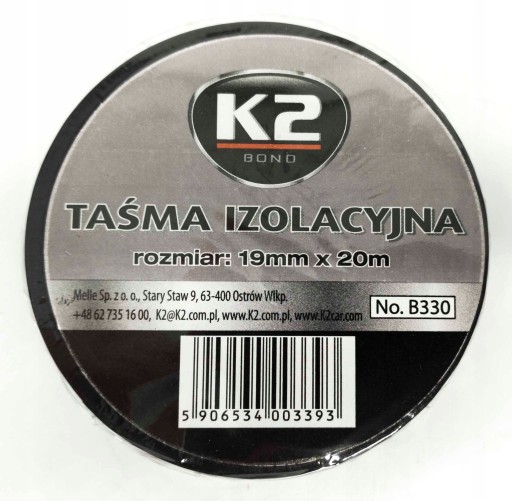 K2
BOND
TAŚMA IZOLACYJNA
rozmiar: 19mm x 20m
Melle Sp. z o. o., Stary Staw 9, 63-400 Ostrów Wlkp.
+48 62 735 16 00, K2@K2.com.pl, www.K2.com.pl, www.K2car.com
No. B330
5 906534 003393